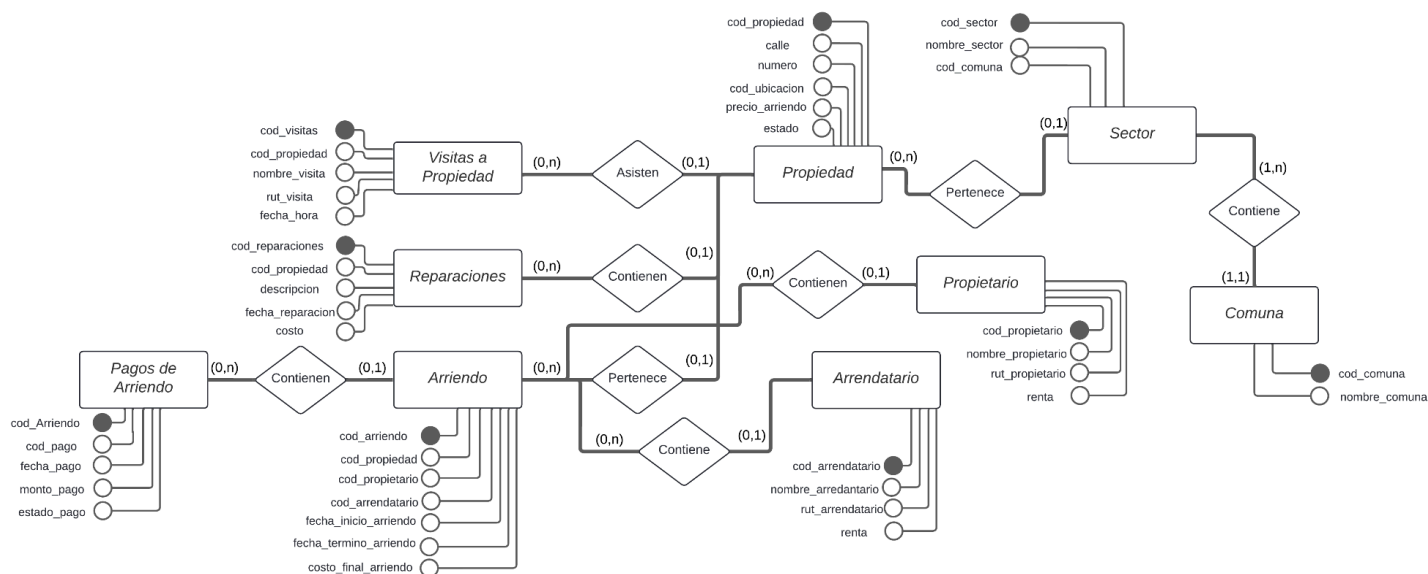 cod_propiedad
calle
numero
cod_ubicacion
precio_arriendo
estado
cod_sector
nombre_sector
cod_comuna
cod_visitas
cod_propiedad
nombre_visita
rut_visita
fecha_hora
Visitas a
Propiedad
(0,n)
Asisten
(0,1)
Propiedad
(0,n)
Pertenece
(0,1)
Sector
(1,n)
Contiene
(1,1)
Comuna
cod_comuna
nombre_comuna
cod_reparaciones
cod_propiedad
descripcion
fecha_reparacion
costo
Reparaciones
(0,n)
Contienen
(0,1)
(0,n)
Contienen
(0,1)
Propietario
cod_propietario
nombre_propietario
rut_propietario
renta
Pagos de
Arriendo
(0,n)
Contienen
(0,1)
Arriendo
(0,n)
Pertenece
(0,1)
(0,n)
Contiene
(0,1)
Arrendatario
cod_Arriendo
cod_pago
fecha_pago
monto_pago
estado_pago
cod_arriendo
cod_propiedad
cod_propietario
cod_arrendatario
fecha_inicio_arriendo
fecha_termino_arriendo
costo_final_arriendo
cod_arrendatario
nombre_arredantario
rut_arrendatario
renta